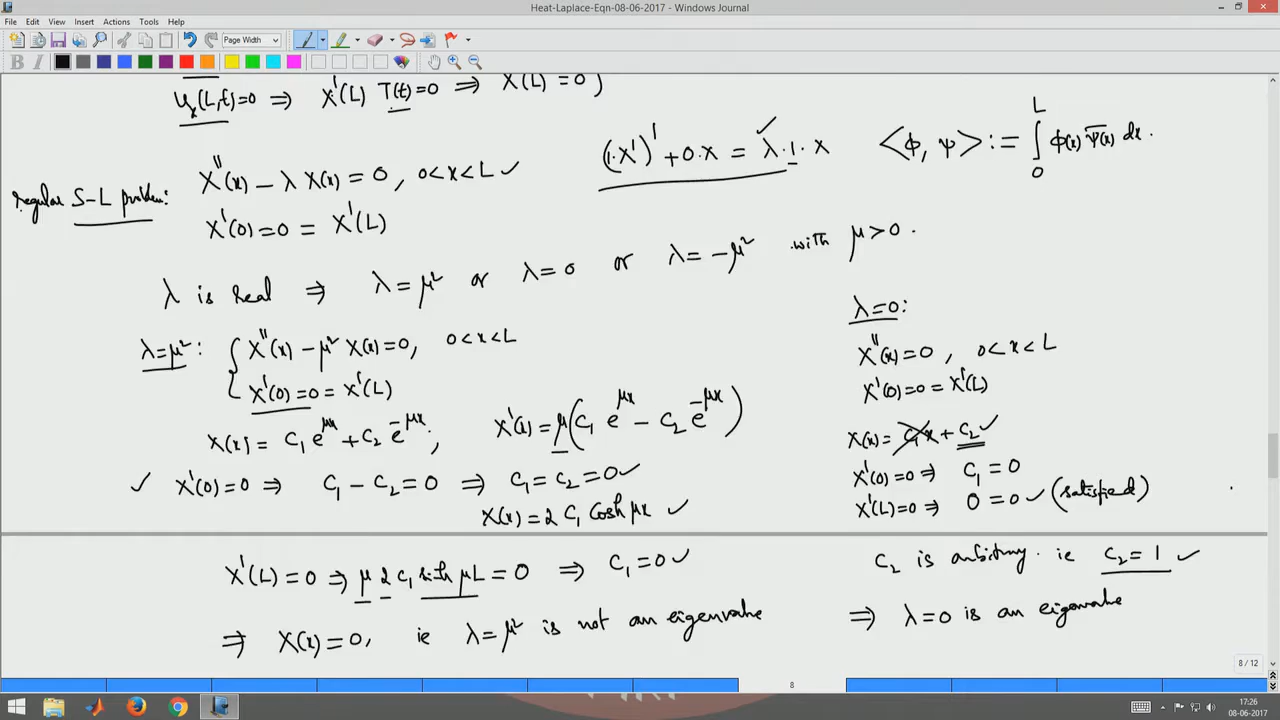 Heat-Laplace-Eqn-08-06-2017 - Windows Journal
File Edit View Insert Actions Tools Help
Page Width
B I
u_x(L,t)=0 ⇒ X'(L) T(t)=0 ⇒ X(L)=0 )
(1·X')' + 0·X = λ·1·X
<φ, ψ> := ∫₀ᴸ φ(x) ψ̅(x) dx.
regular S-L problem: X''(x) - λ X(x) = 0, 0<x<L ✓
X'(0)=0 = X'(L)
λ is real ⇒ λ=μ² or λ=0 or λ=-μ² with μ>0.
λ=μ²: { X''(x) - μ² X(x)=0, 0<x<L
X'(0)=0 = X'(L)
X(x) = c₁ e^{μx} + c₂ e^{-μx}; X'(x) = μ(c₁ e^{μx} - c₂ e^{-μx})
✓ X'(0)=0 ⇒ c₁ - c₂ = 0 ⇒ c₁ = c₂ = 0 ✓
X(x) = 2 c₁ cosh μx ✓
X'(L)=0 ⇒ μ 2 c₁ sinh μL = 0 ⇒ c₁=0 ✓
⇒ X(x)=0, ie λ=μ² is not an eigenvalue
λ=0:
X''(x)=0, 0<x<L
X'(0)=0=X'(L)
X(x)= c₁x + c₂ ✓
X'(0)=0 ⇒ c₁=0
X'(L)=0 ⇒ 0=0 ✓ (satisfied)
c₂ is arbitrary. ie c₂=1 ✓
⇒ λ=0 is an eigenvalue
8 / 12
8
17:26
08-06-2017